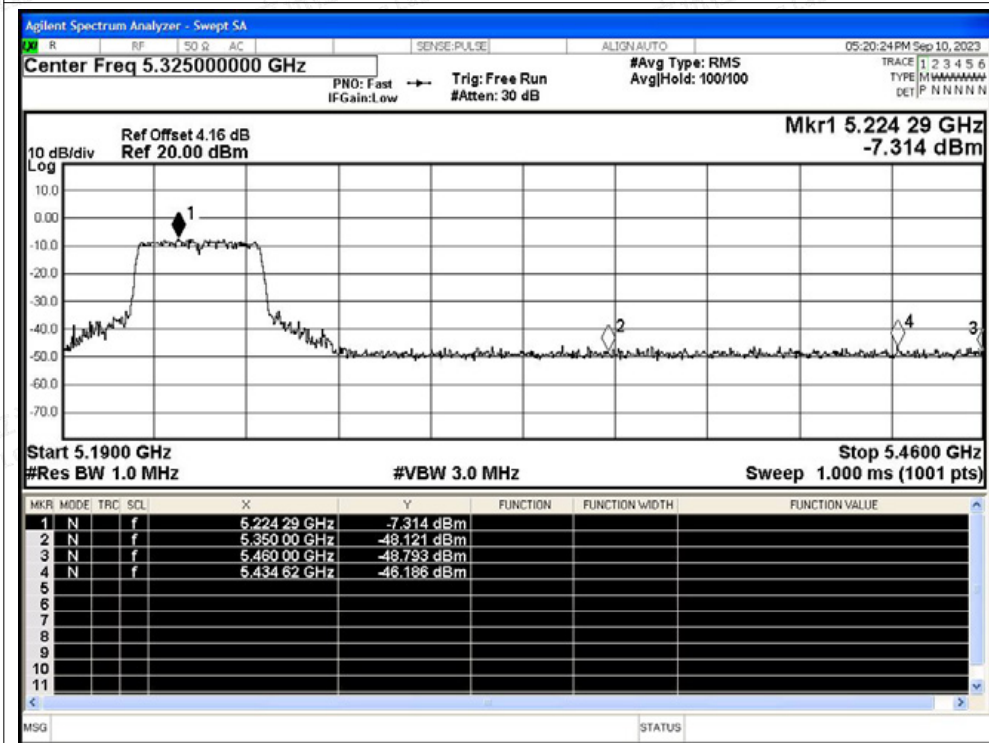 Agilent Spectrum Analyzer - Swept SA
LXI R RF 50 Ω AC SENSE:PULSE ALIGN AUTO 05:20:24 PM Sep 10, 2023
Center Freq 5.325000000 GHz
PNO: Fast
IFGain:Low
Trig: Free Run
#Atten: 30 dB
#Avg Type: RMS
Avg|Hold: 100/100
TRACE 1 2 3 4 5 6
TYPE M
DET P N N N N N
Mkr1 5.224 29 GHz
-7.314 dBm
Ref Offset 4.16 dB
10 dB/div Ref 20.00 dBm
Log
10.0
0.00
-10.0
-20.0
-30.0
-40.0
-50.0
-60.0
-70.0
1
2
4
3
Start 5.1900 GHz Stop 5.4600 GHz
#Res BW 1.0 MHz #VBW 3.0 MHz Sweep 1.000 ms (1001 pts)
MKR MODE TRC SCL X Y FUNCTION FUNCTION WIDTH FUNCTION VALUE
1 N f 5.224 29 GHz -7.314 dBm
2 N f 5.350 00 GHz -48.121 dBm
3 N f 5.460 00 GHz -48.793 dBm
4 N f 5.434 62 GHz -46.186 dBm
5
6
7
8
9
10
11
MSG STATUS